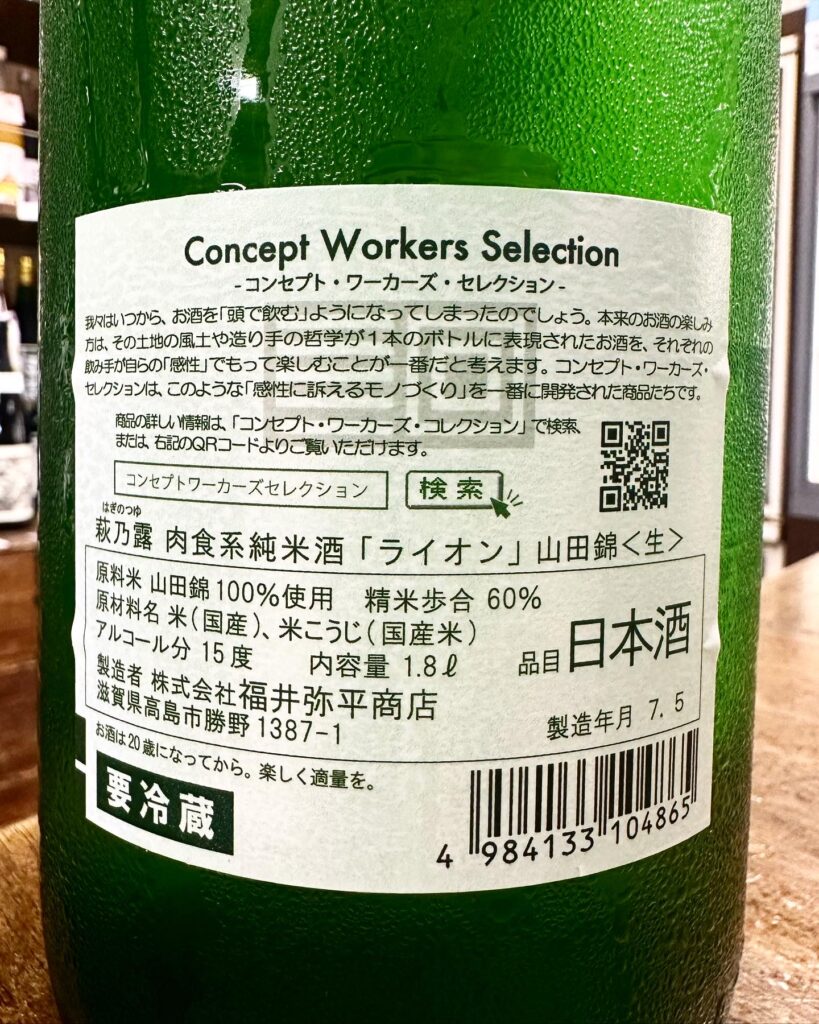 Concept Workers Selection
-コンセプト・ワーカーズ・セレクション-
我々はいつから、お酒を「頭で飲む」ようになってしまったのでしょう。本来のお酒の楽しみ
方は、その土地の風土や造り手の哲学が1本のボトルに表現されたお酒を、それぞれの
飲み手が自らの「感性」でもって楽しむことが一番だと考えます。コンセプト・ワーカーズ・
セレクションは、このような「感性に訴えるモノづくり」を一番に開発された商品たちです。
商品の詳しい情報は、「コンセプト・ワーカーズ・コレクション」で検索、
または、右記のQRコードよりご覧いただけます。
コンセプトワーカーズセレクション 検索
はぎのつゆ
萩乃露 肉食系純米酒「ライオン」山田錦<生>
原料米 山田錦100%使用 精米歩合 60%
原材料名 米(国産)、米こうじ(国産米)
アルコール分 15度 内容量 1.8ℓ
品目 日本酒
製造者 株式会社福井弥平商店
滋賀県高島市勝野1387-1
製造年月 7. 5
お酒は20歳になってから。楽しく適量を。
要冷蔵
4 984133 104865